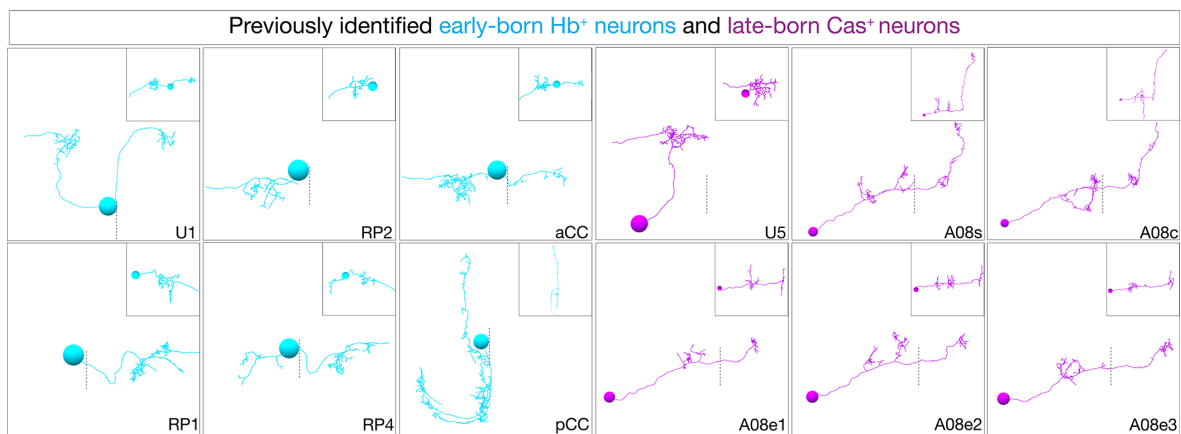 Previously identified early-born Hb⁺ neurons and late-born Cas⁺ neurons
U1
RP2
aCC
U5
A08s
A08c
RP1
RP4
pCC
A08e1
A08e2
A08e3